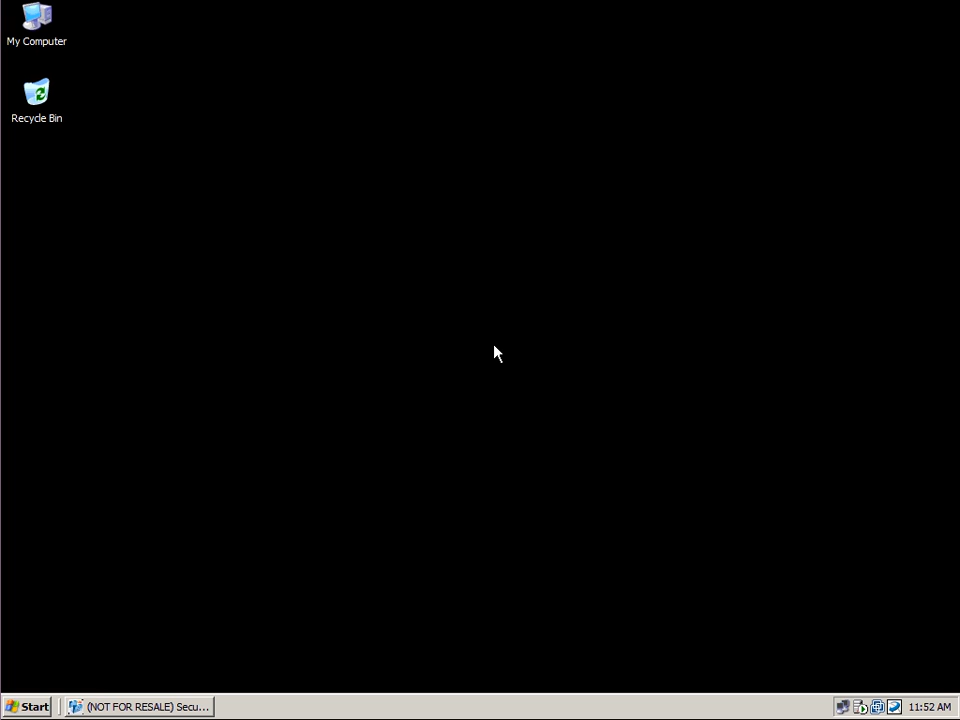 My Computer
Recycle Bin
Start
(NOT FOR RESALE) Secu...
11:52 AM